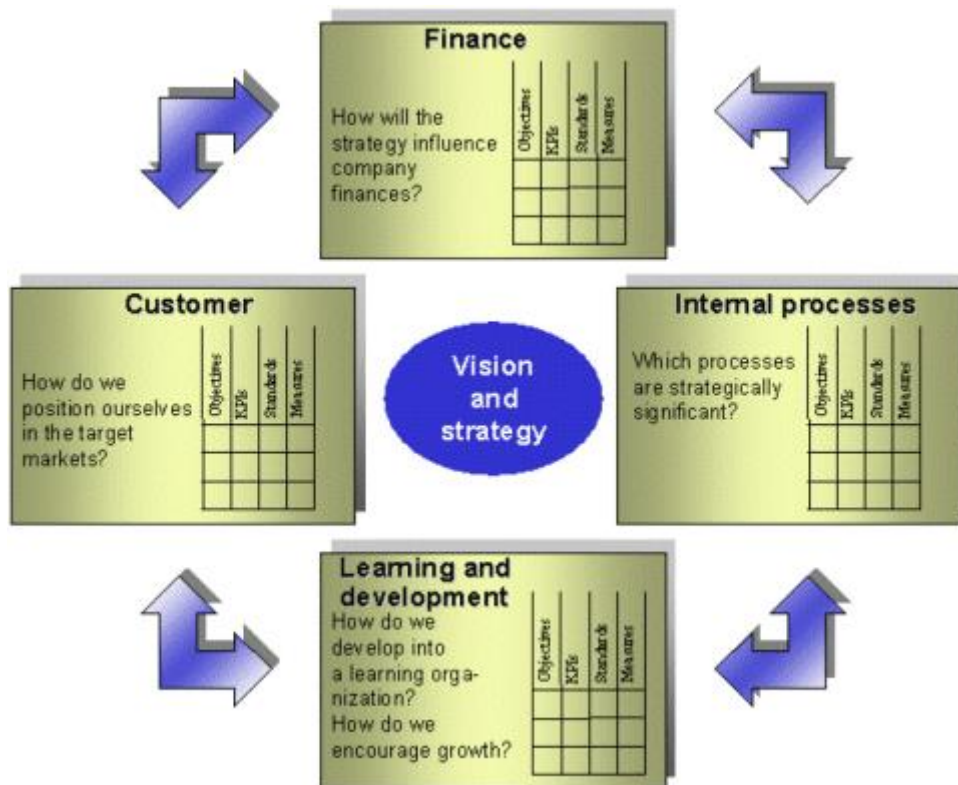 Finance
How will the
strategy influence
company
finances?
Objectives
KPIs
Standards
Measures
Customer
How do we
position ourselves
in the target
markets?
Objectives
KPIs
Standards
Measures
Vision
and
strategy
Internal processes
Which processes
are strategically
significant?
Objectives
KPIs
Standards
Measures
Learning and
development
How do we
develop into
a learning orga-
nization?
How do we
encourage growth?
Objectives
KPIs
Standards
Measures